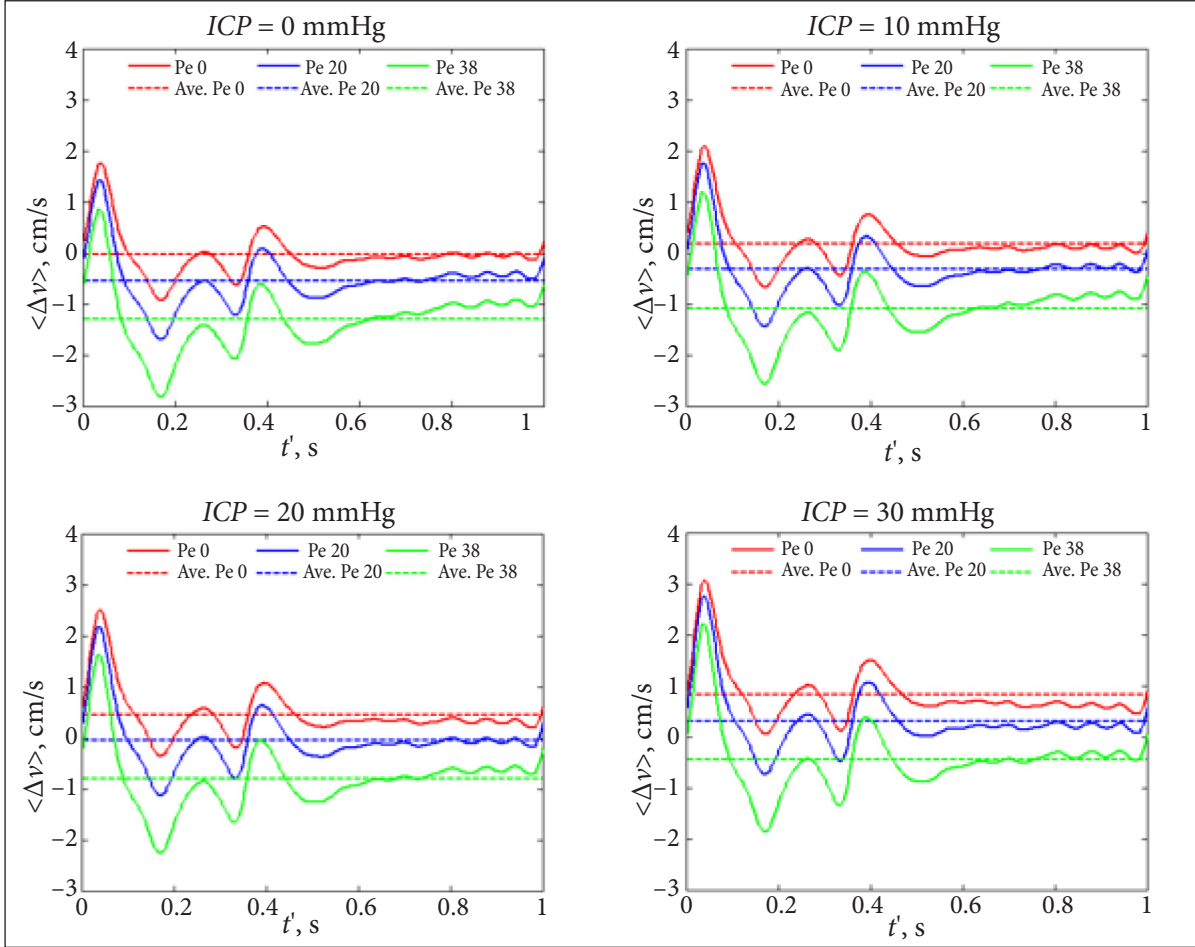 ICP = 0 mmHg
Pe 0 Pe 20 Pe 38
Ave. Pe 0 Ave. Pe 20 Ave. Pe 38
4
3
2
1
0
–1
–2
–3
<Δv>, cm/s
0 0.2 0.4 0.6 0.8 1
t', s
ICP = 10 mmHg
Pe 0 Pe 20 Pe 38
Ave. Pe 0 Ave. Pe 20 Ave. Pe 38
4
3
2
1
0
–1
–2
–3
<Δv>, cm/s
0 0.2 0.4 0.6 0.8 1
t', s
ICP = 20 mmHg
Pe 0 Pe 20 Pe 38
Ave. Pe 0 Ave. Pe 20 Ave. Pe 38
4
3
2
1
0
–1
–2
–3
<Δv>, cm/s
0 0.2 0.4 0.6 0.8 1
t', s
ICP = 30 mmHg
Pe 0 Pe 20 Pe 38
Ave. Pe 0 Ave. Pe 20 Ave. Pe 38
4
3
2
1
0
–1
–2
–3
<Δv>, cm/s
0 0.2 0.4 0.6 0.8 1
t', s